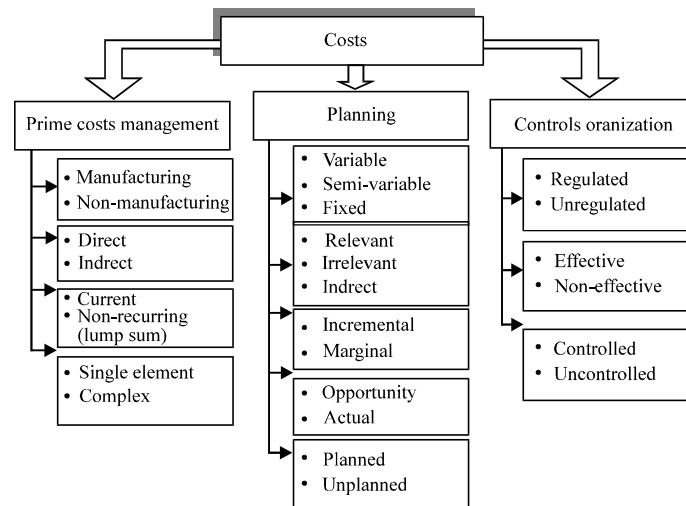 Costs
Prime costs management
• Manufacturing
• Non-manufacturing
• Direct
• Indirect
• Current
• Non-recurring
(lump sum)
• Single element
• Complex
Planning
• Variable
• Semi-variable
• Fixed
• Relevant
• Irrelevant
• Indirect
• Incremental
• Marginal
• Opportunity
• Actual
• Planned
• Unplanned
Controls oranization
• Regulated
• Unregulated
• Effective
• Non-effective
• Controlled
• Uncontrolled